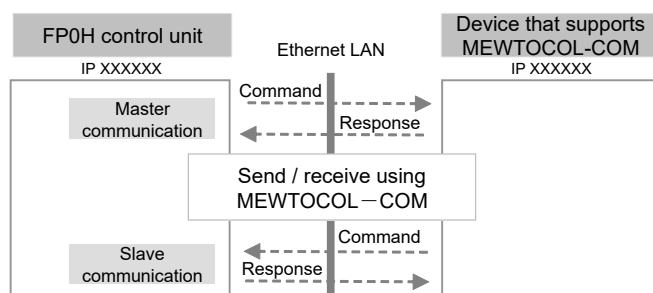 FP0H control unit
Device that supports
MEWTOCOL-COM
Ethernet LAN
IP XXXXXX
IP XXXXXX
Command
Master
communication
Response
Send / receive using
MEWTOCOL－COM
Command
Slave
communication
Response